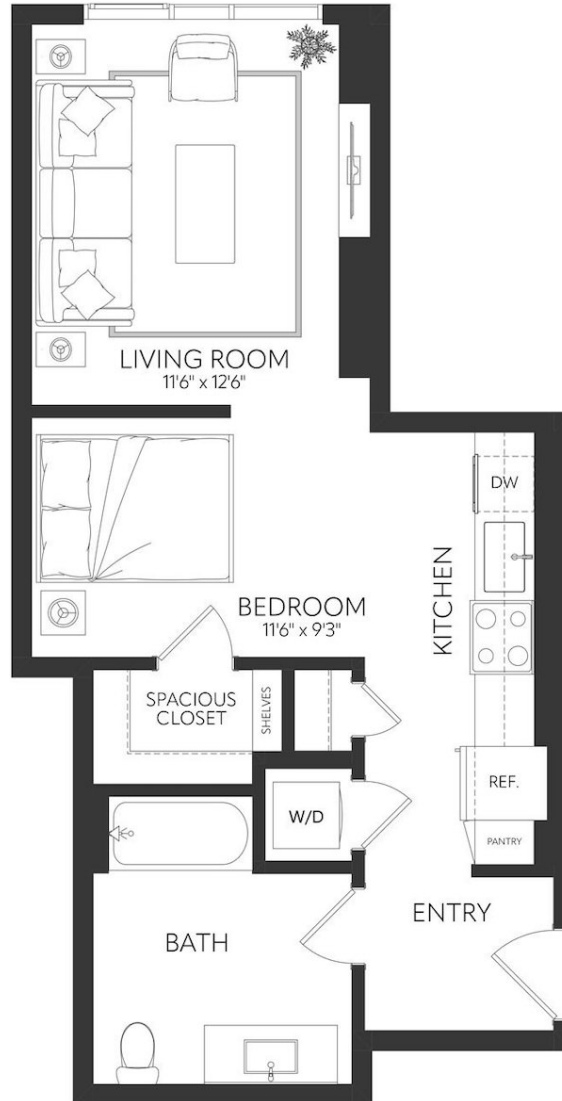 LIVING ROOM
11'6" x 12'6"
DW
KITCHEN
BEDROOM
11'6" x 9'3"
SPACIOUS
CLOSET
SHELVES
REF.
W/D
PANTRY
ENTRY
BATH